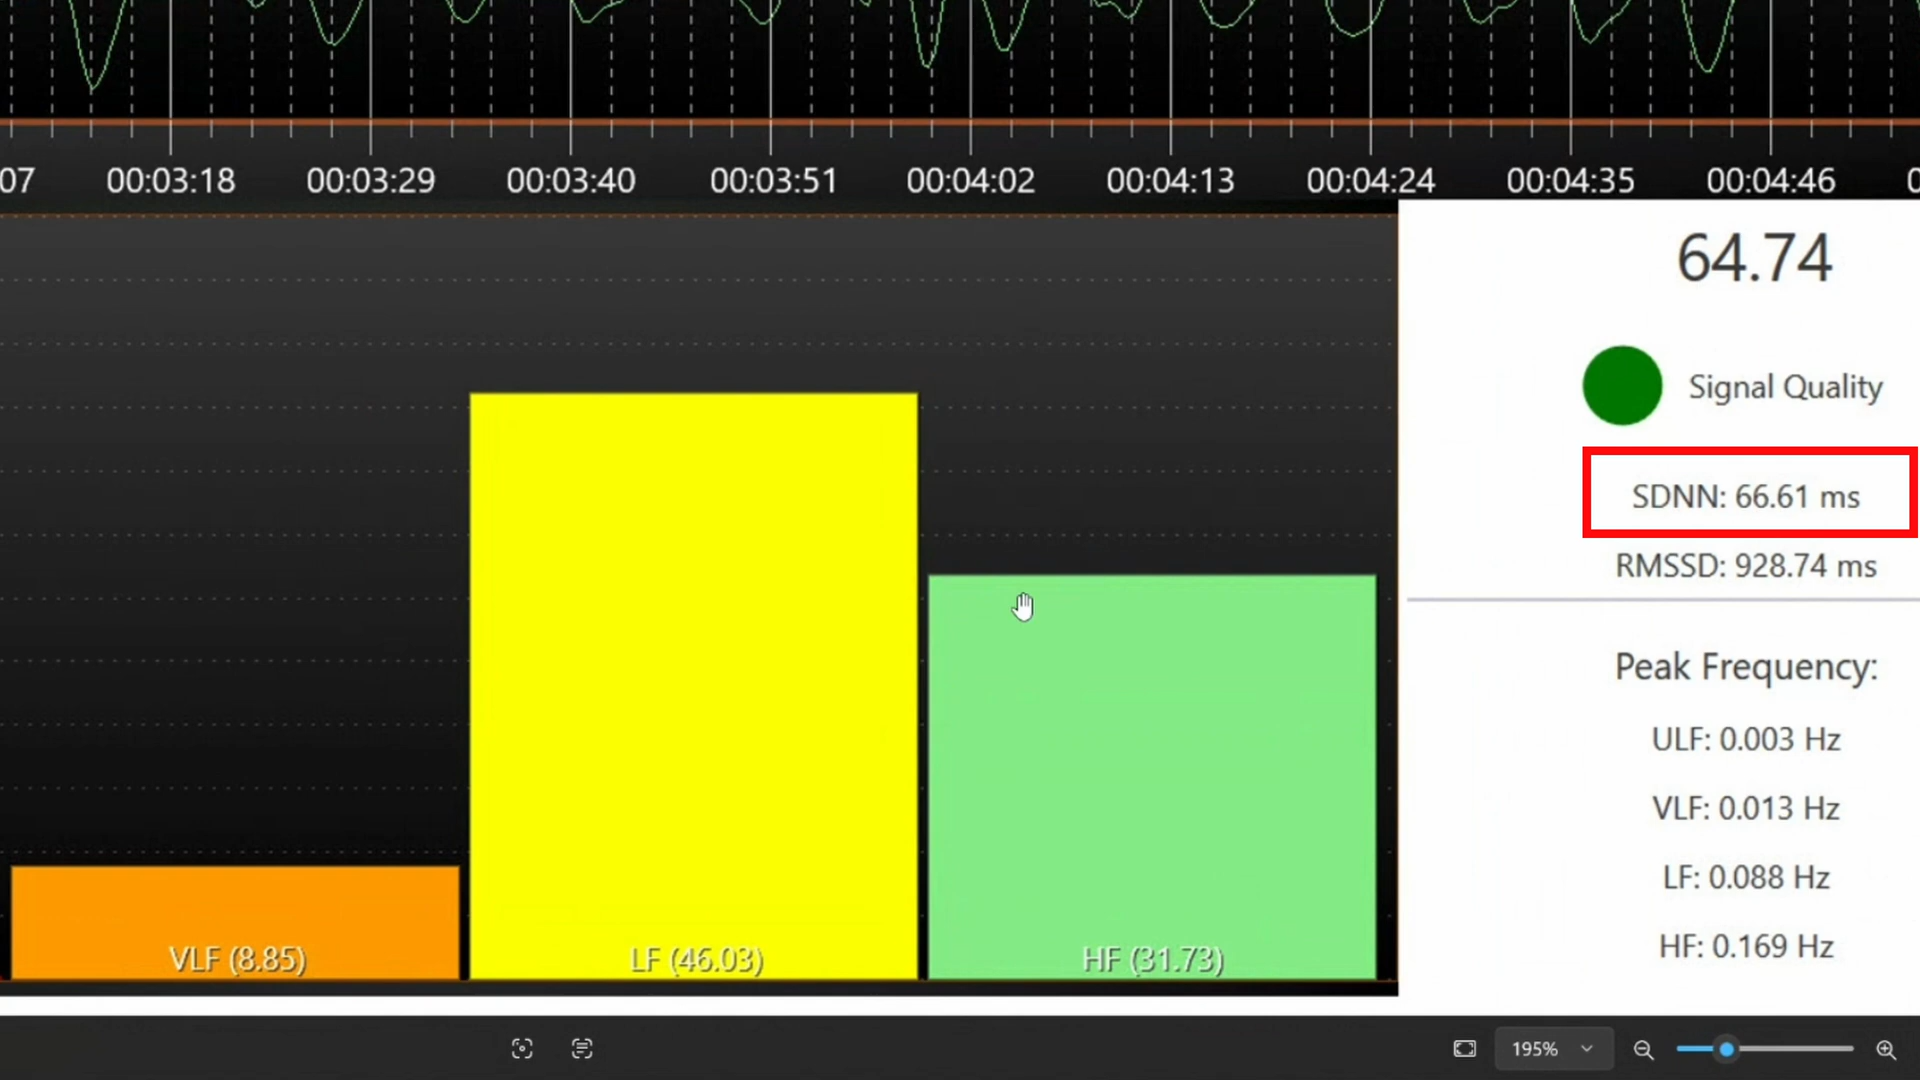 07 00:03:18 00:03:29 00:03:40 00:03:51 00:04:02 00:04:13 00:04:24 00:04:35 00:04:46 0
64.74
Signal Quality
SDNN: 66.61 ms
RMSSD: 928.74 ms
Peak Frequency:
ULF: 0.003 Hz
VLF: 0.013 Hz
LF: 0.088 Hz
HF: 0.169 Hz
VLF (8.85) LF (46.03) HF (31.73)
195%